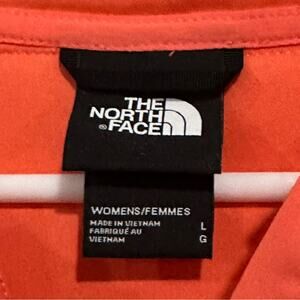 THE
NORTH
® FACE
WOMENS/FEMMES
MADE IN VIETNAM L
FABRIQUÉ AU G
VIETNAM